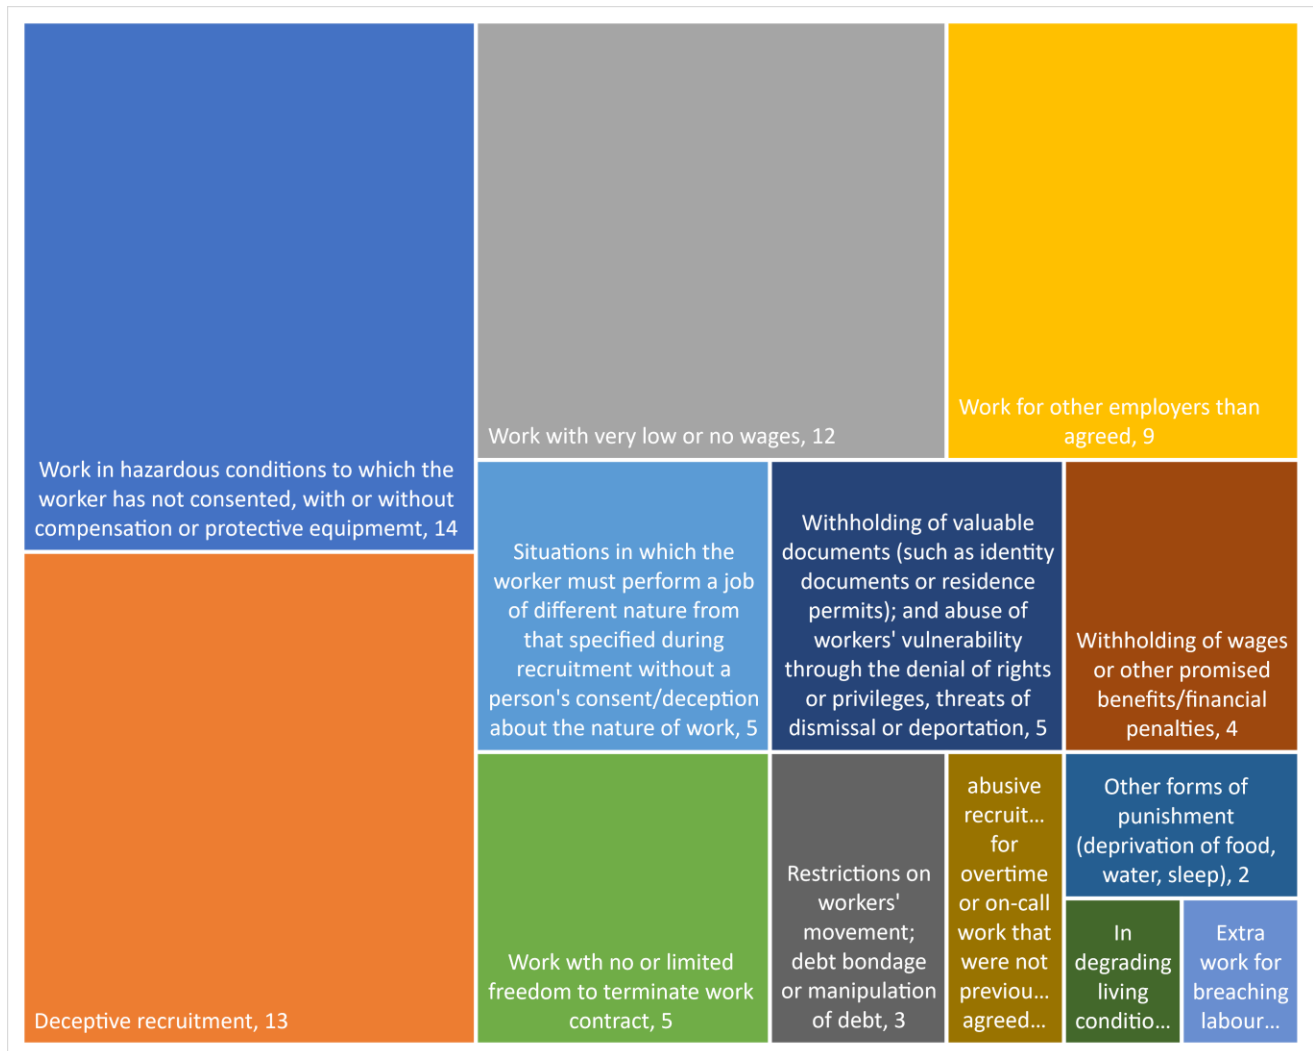 Work in hazardous conditions to which the
worker has not consented, with or without
compensation or protective equipmemt, 14
Deceptive recruitment, 13
Work with very low or no wages, 12
Work for other employers than
agreed, 9
Situations in which the
worker must perform a job
of different nature from
that specified during
recruitment without a
person's consent/deception
about the nature of work, 5
Withholding of valuable
documents (such as identity
documents or residence
permits); and abuse of
workers' vulnerability
through the denial of rights
or privileges, threats of
dismissal or deportation, 5
Withholding of wages
or other promised
benefits/financial
penalties, 4
Work wth no or limited
freedom to terminate work
contract, 5
Restrictions on
workers'
movement;
debt bondage
or manipulation
of debt, 3
abusive
recruit...
for
overtime
or on-call
work that
were not
previou...
agreed...
Other forms of
punishment
(deprivation of food,
water, sleep), 2
In
degrading
living
conditio...
Extra
work for
breaching
labour...